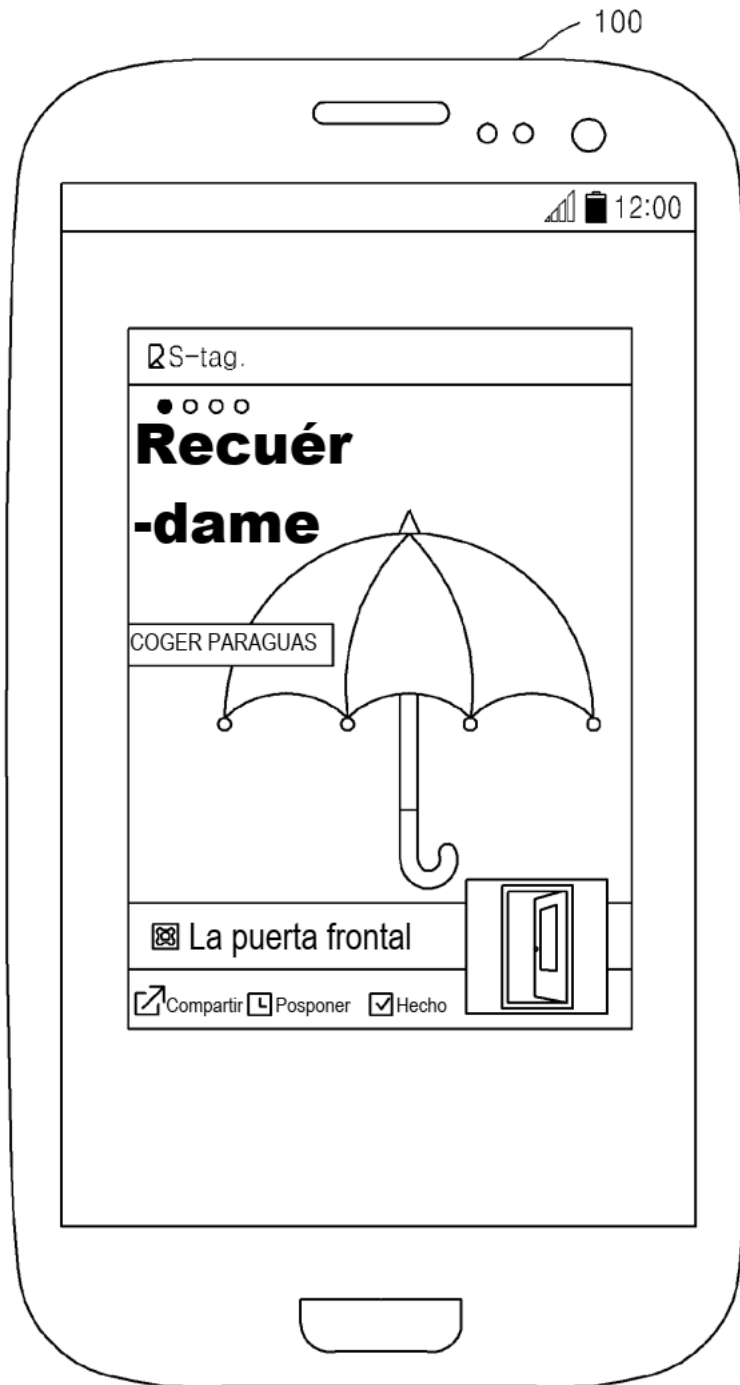 100
12:00
S-tag.
Recuér
-dame
COGER PARAGUAS
La puerta frontal
Compartir Posponer Hecho